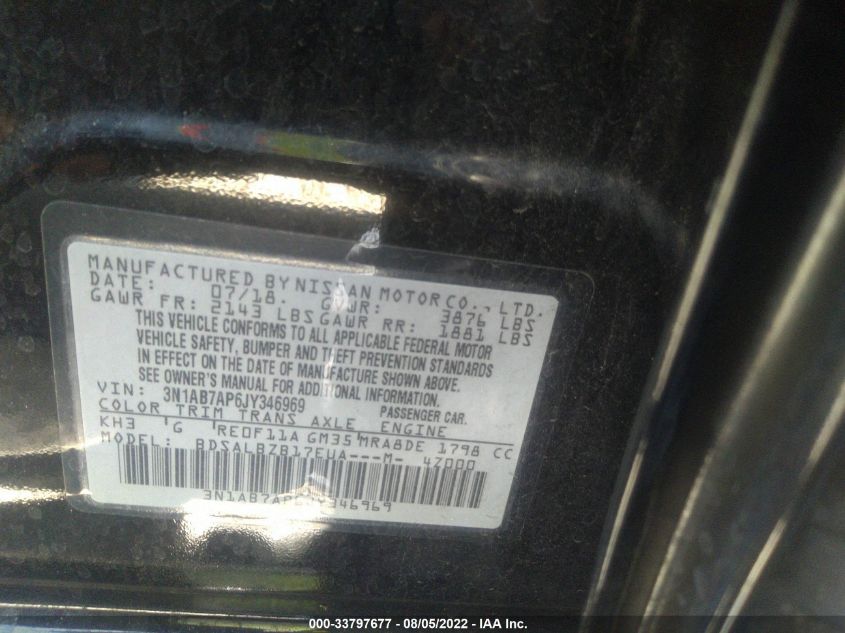 MANUFACTURED BY NISSAN MOTOR CO., LTD.
DATE: 07/18. GVWR: 3876 LBS
GAWR FR: 2143 LBS GAWR RR: 1881 LBS
THIS VEHICLE CONFORMS TO ALL APPLICABLE FEDERAL MOTOR
VEHICLE SAFETY, BUMPER AND THEFT PREVENTION STANDARDS
IN EFFECT ON THE DATE OF MANUFACTURE SHOWN ABOVE.
SEE OWNER'S MANUAL FOR ADDITIONAL INFORMATION.
VIN: 3N1AB7AP6JY346969 PASSENGER CAR.
COLOR TRIM TRANS AXLE ENGINE
KH3 'G 'RE0F11A GM35'MRA8DE 1798 CC
MODEL: BDSALBZB17EUA---M- 4Z000
3N1AB7AP6JY346969
000-33797677 - 08/05/2022 - IAA Inc.